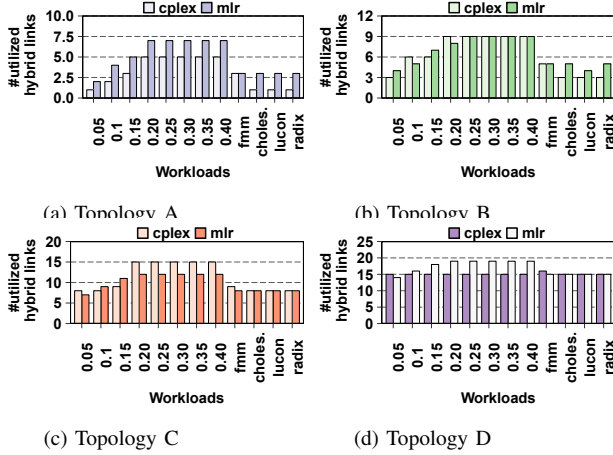 cplex mlr
#utilized
hybrid links
10.0
7.5
5.0
2.5
0.0
0.05
0.1
0.15
0.20
0.25
0.30
0.35
0.40
fmm
choles.
lucon
radix
Workloads
(a) Topology A
cplex mlr
#utilized
hybrid links
12
9
6
3
0
0.05
0.1
0.15
0.20
0.25
0.30
0.35
0.40
fmm
choles.
lucon
radix
Workloads
(b) Topology B
cplex mlr
#utilized
hybrid links
20
15
10
5
0
0.05
0.1
0.15
0.20
0.25
0.30
0.35
0.40
fmm
choles.
lucon
radix
Workloads
(c) Topology C
cplex mlr
#utilized
hybrid links
25
20
15
10
5
0
0.05
0.1
0.15
0.20
0.25
0.30
0.35
0.40
fmm
choles.
lucon
radix
Workloads
(d) Topology D